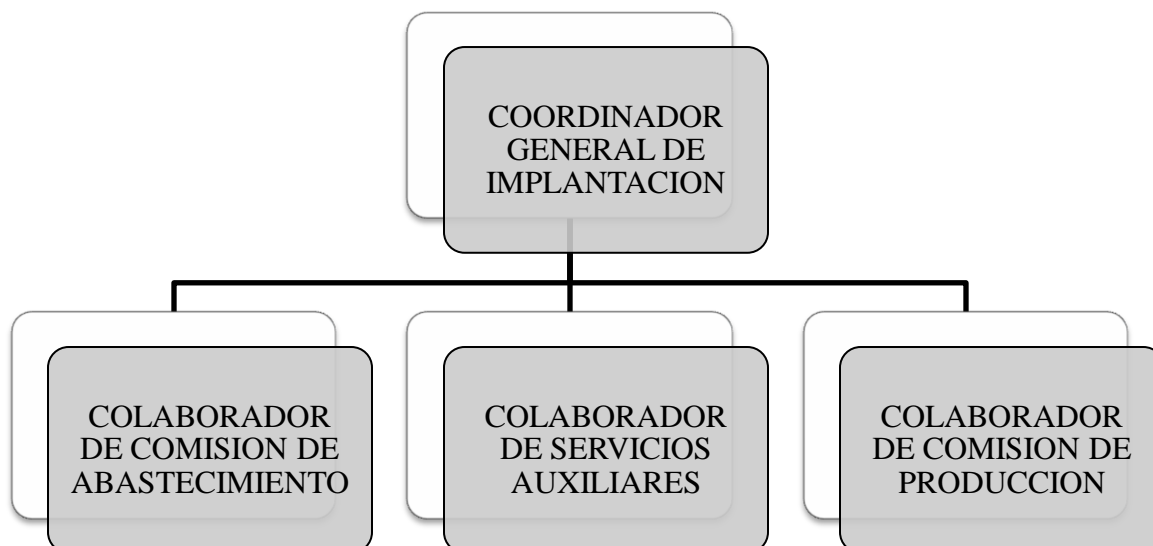 COORDINADOR
GENERAL DE
IMPLANTACION
COLABORADOR
DE COMISION DE
ABASTECIMIENTO
COLABORADOR
DE SERVICIOS
AUXILIARES
COLABORADOR
DE COMISION DE
PRODUCCION